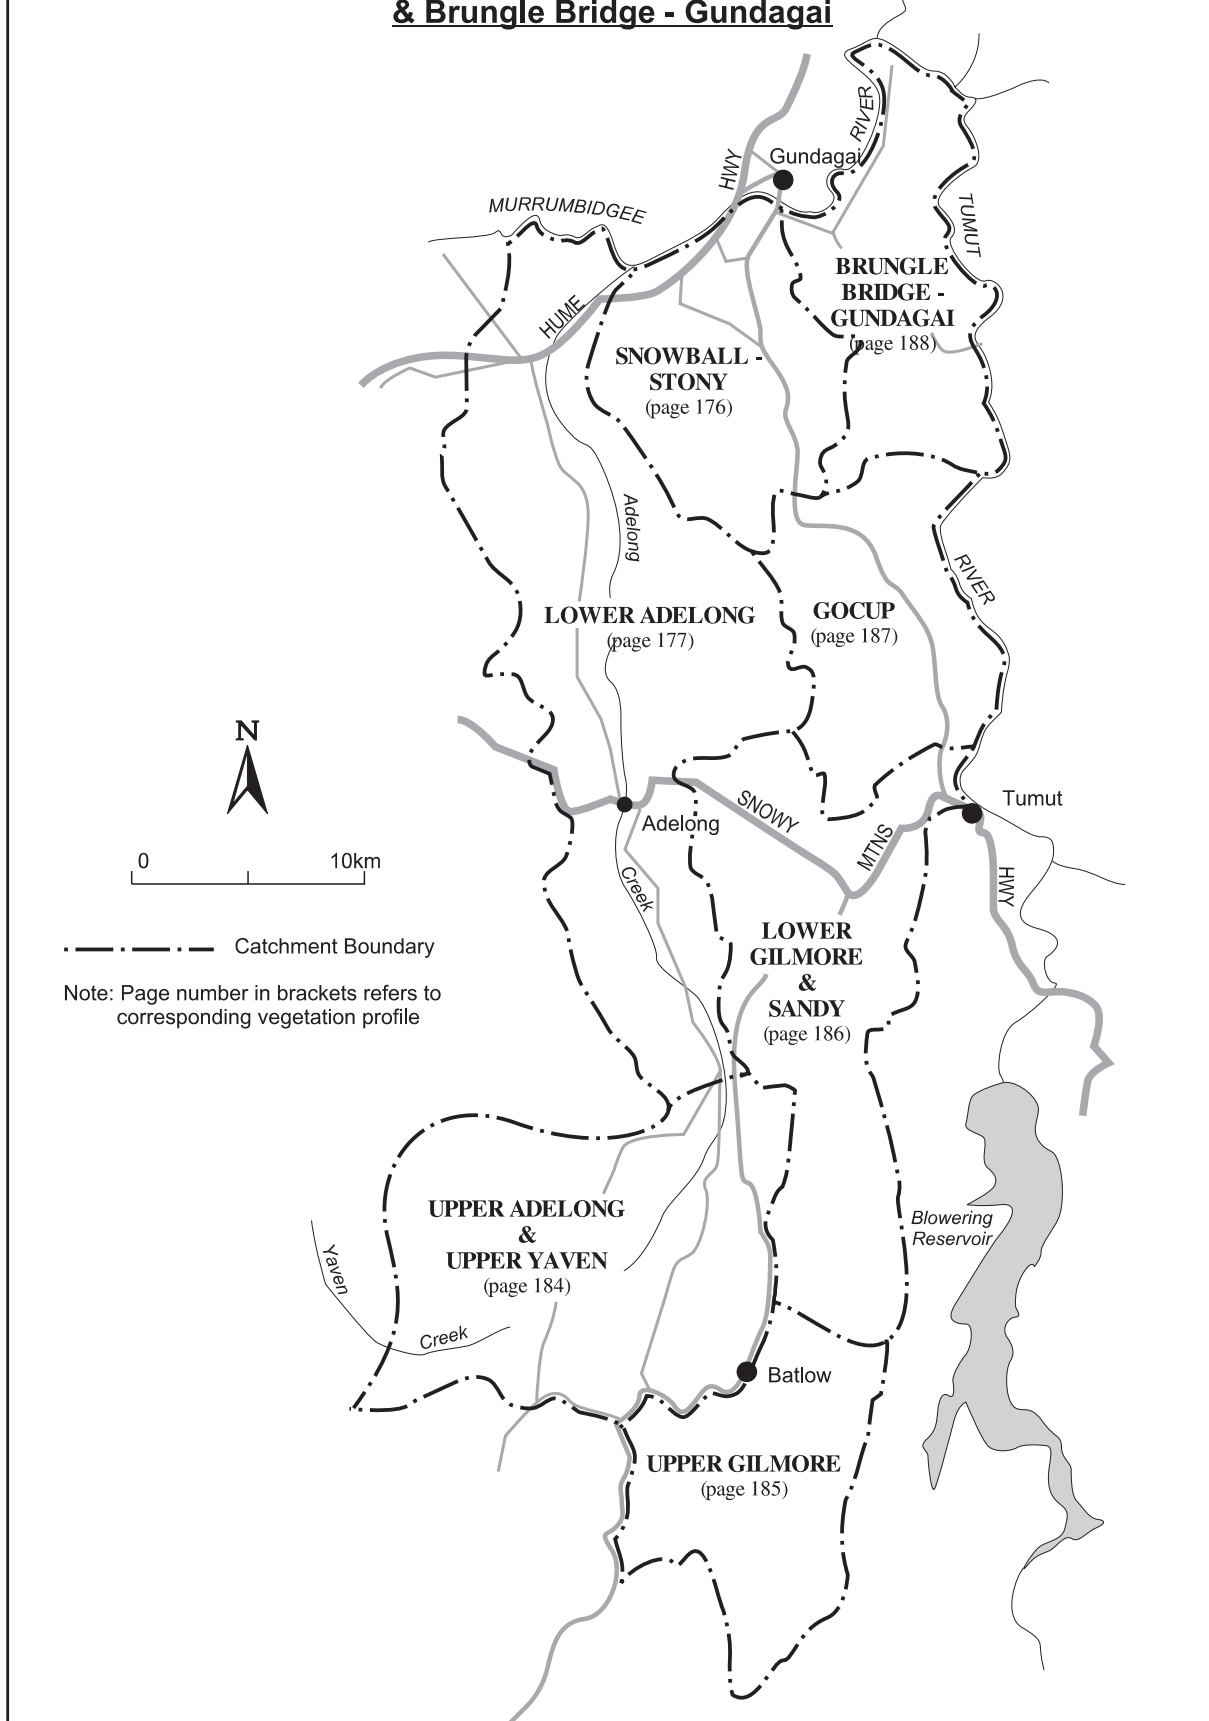 & Brungle Bridge - Gundagai
RIVER
HWY
Gundagai
MURRUMBIDGEE
TUMUT
BRUNGLE
BRIDGE -
GUNDAGAI
(page 188)
HUME
SNOWBALL -
STONY
(page 176)
Adelong
RIVER
LOWER ADELONG
(page 177)
GOCUP
(page 187)
N
SNOWY
Tumut
Adelong
MTNS
0 10km
HWY
Creek
Catchment Boundary
LOWER
GILMORE
&
SANDY
(page 186)
Note: Page number in brackets refers to
corresponding vegetation profile
UPPER ADELONG
&
UPPER YAVEN
(page 184)
Blowering
Reservoir
Yaven
Creek
Batlow
UPPER GILMORE
(page 185)